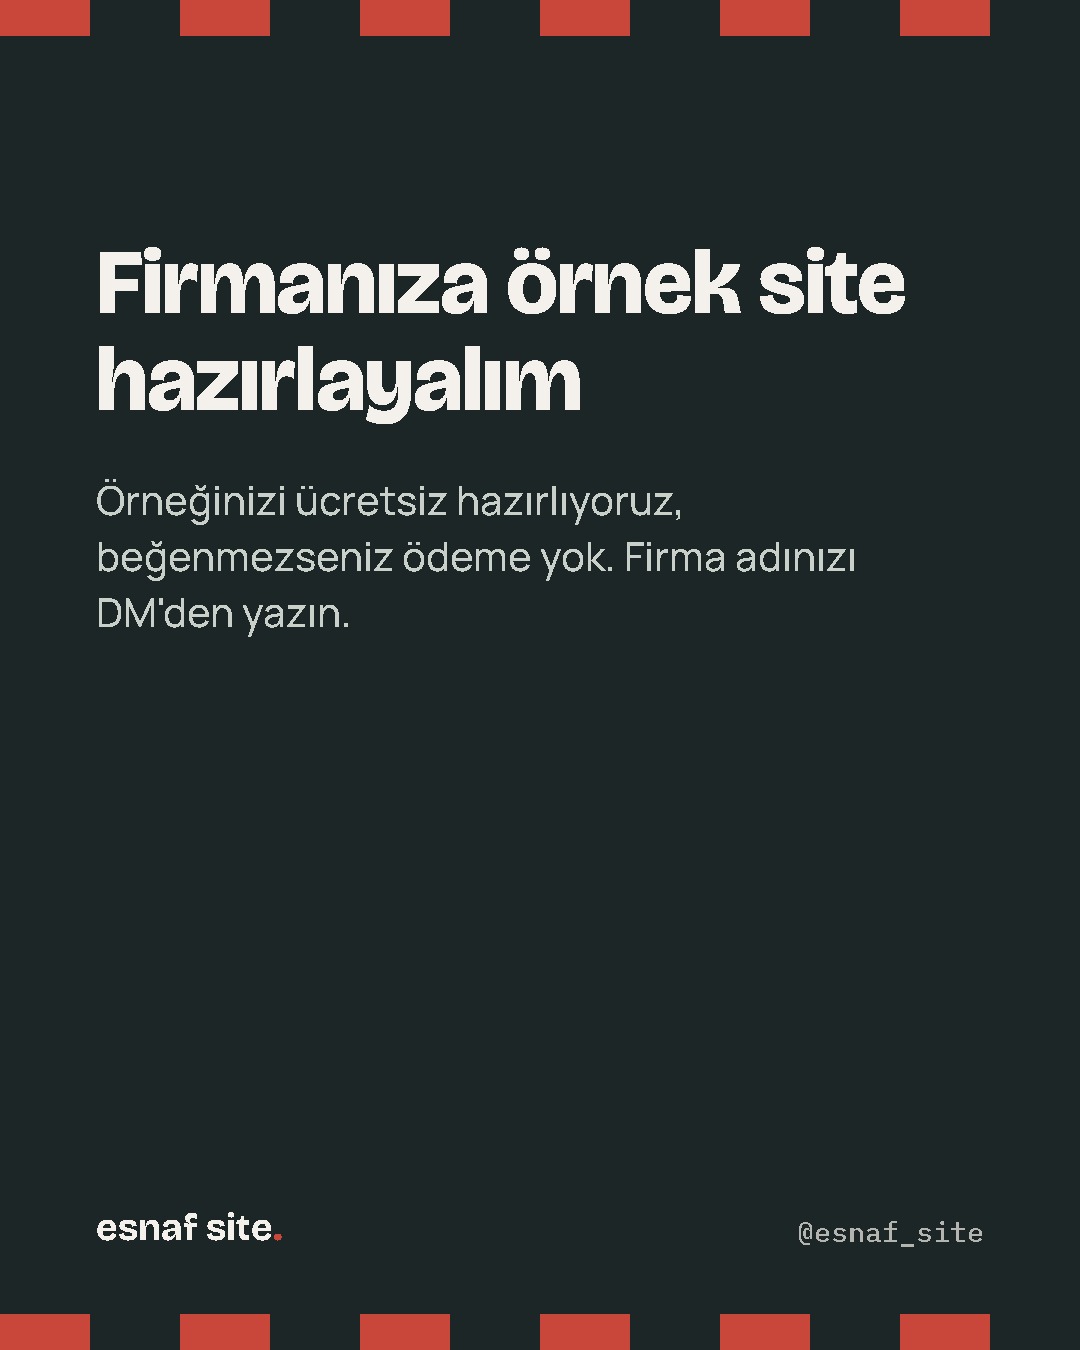 Firmanıza örnek site
hazırlayalım
Örneğinizi ücretsiz hazırlıyoruz,
beğenmezseniz ödeme yok. Firma adınızı
DM'den yazın.
esnaf site.
@esnaf_site